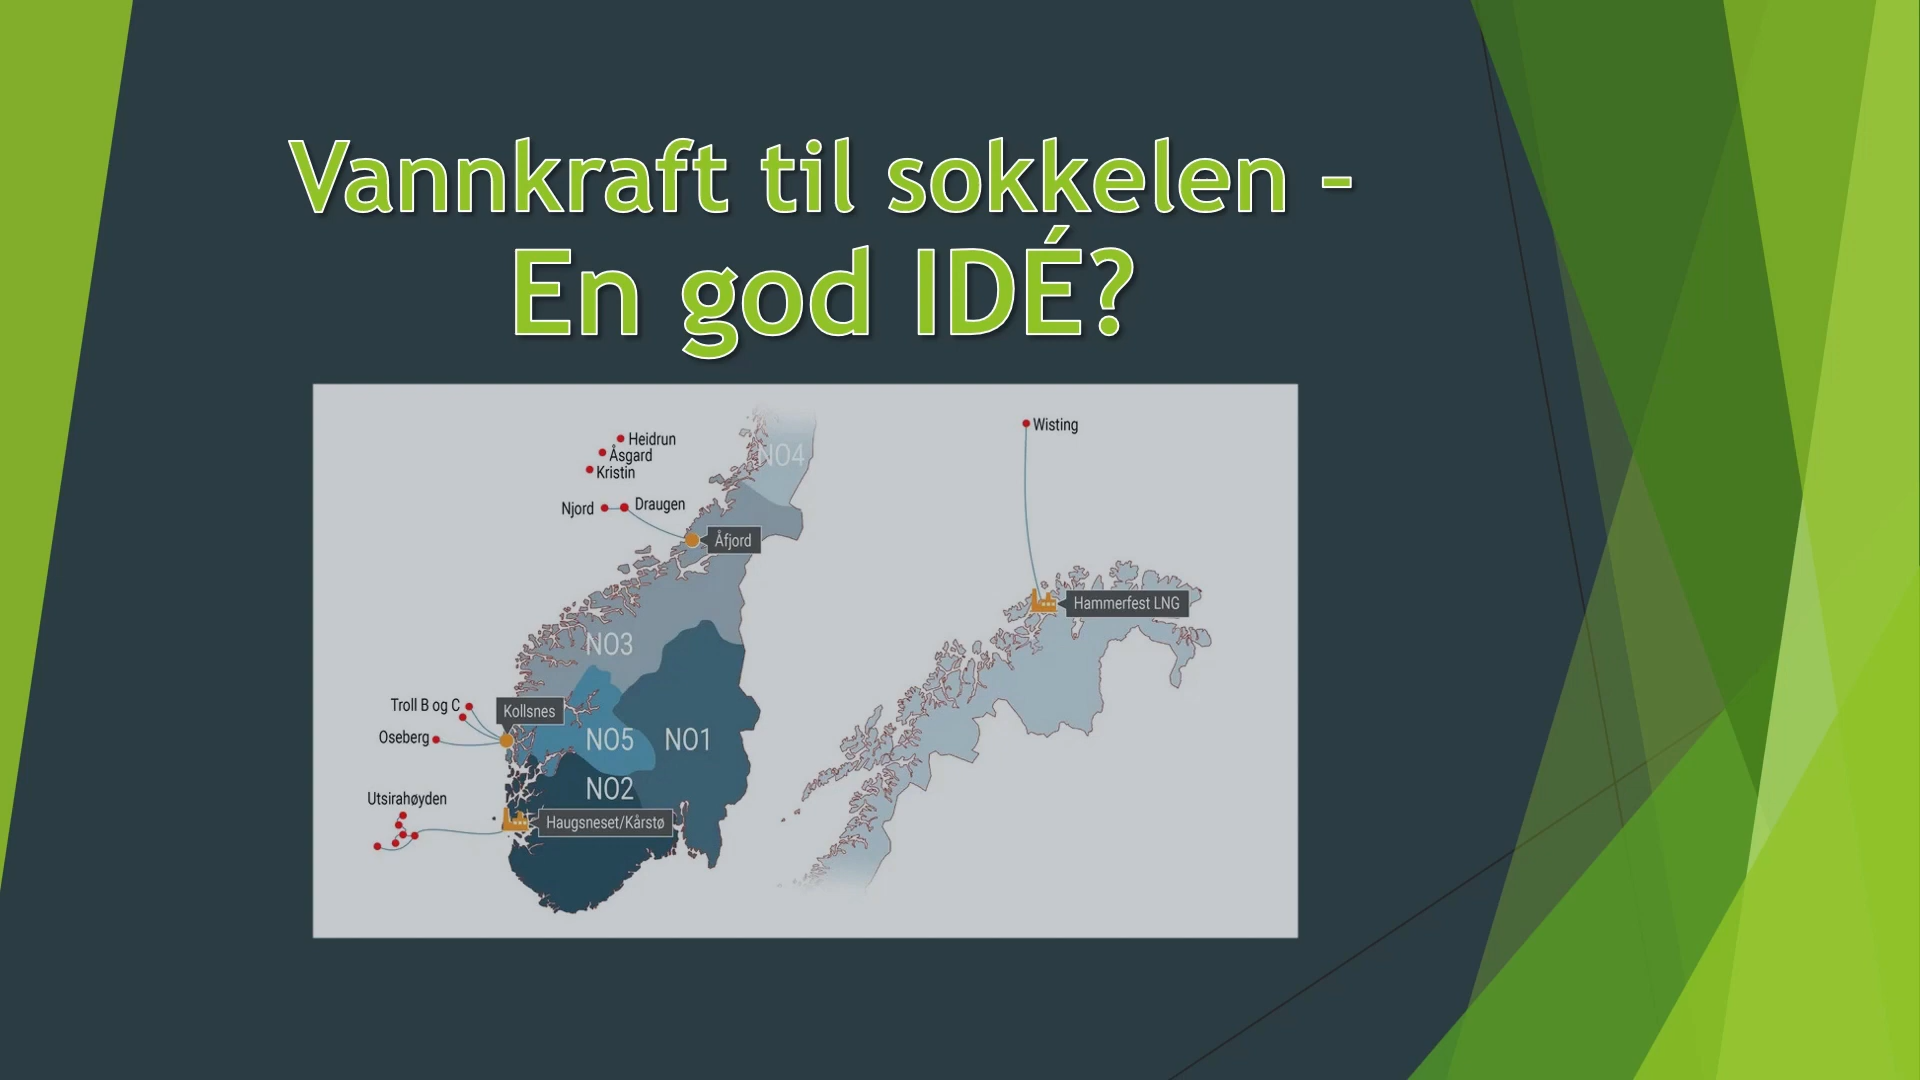 Vannkraft til sokkelen –
En god IDÉ?
Heidrun
Åsgard
Kristin
Njord
Draugen
Åfjord
NO4
Wisting
Hammerfest LNG
NO3
Troll B og C
Kollsnes
Oseberg
NO5
NO1
NO2
Utsirahøyden
Haugsneset/Kårstø